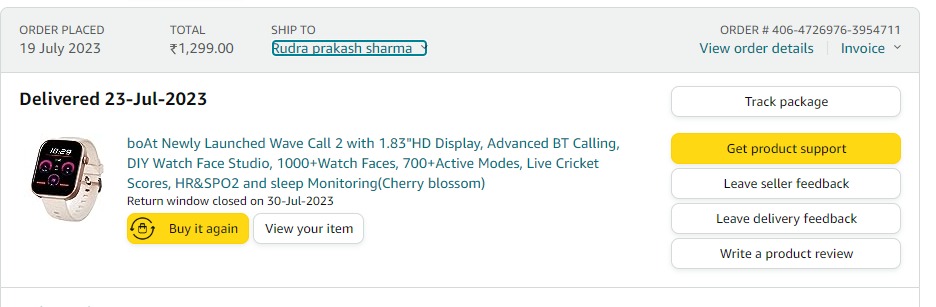 ORDER PLACED
19 July 2023
TOTAL
₹1,299.00
SHIP TO
Rudra prakash sharma
ORDER # 406-4726976-3954711
View order details
Invoice
Delivered 23-Jul-2023
Track package
10:29
boAt Newly Launched Wave Call 2 with 1.83"HD Display, Advanced BT Calling,
DIY Watch Face Studio, 1000+Watch Faces, 700+Active Modes, Live Cricket
Scores, HR&SPO2 and sleep Monitoring(Cherry blossom)
Return window closed on 30-Jul-2023
Buy it again
View your item
Get product support
Leave seller feedback
Leave delivery feedback
Write a product review